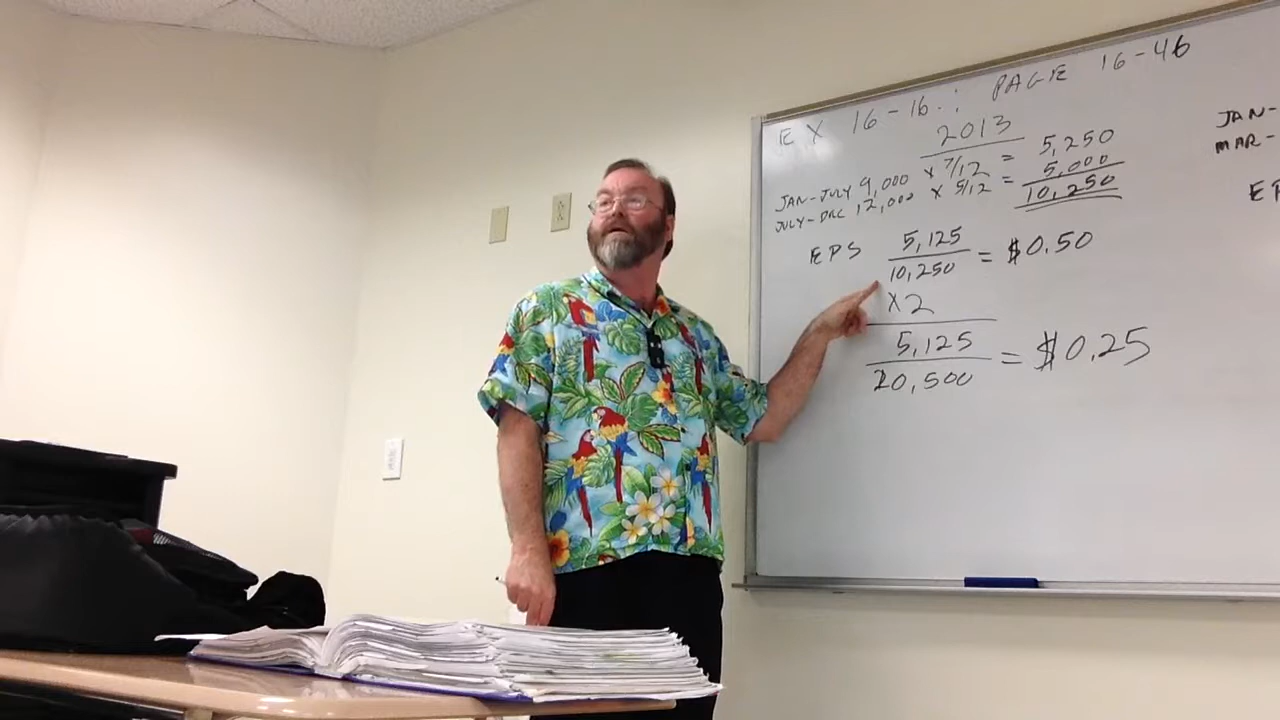 EX 16-16.: PAGE 16-46
2013
JAN-JULY 9,000 x 7/12 = 5,250
JULY-DEC 12,000 x 5/12 = 5,000
10,250
EPS 5,125
10,250
= $0.50
x2
5,125
20,500
= $0.25
JAN-
MAR-
EP